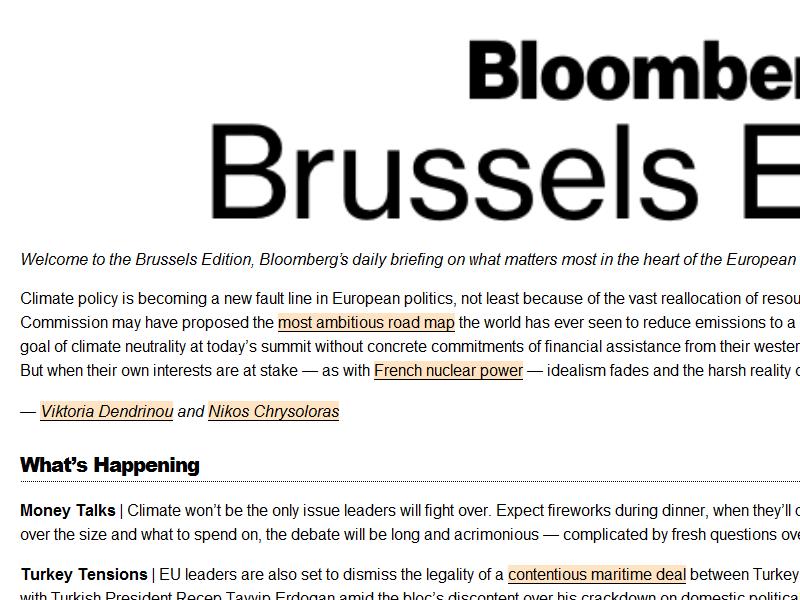 Bloomber
Brussels E
Welcome to the Brussels Edition, Bloomberg's daily briefing on what matters most in the heart of the European
Climate policy is becoming a new fault line in European politics, not least because of the vast reallocation of
Commission may have proposed the most ambitious road map the world has ever seen to reduce emissions to a
goal of climate neutrality at today's summit without concrete commitments of financial assistance from their
But when their own interests are at stake — as with French nuclear power — idealism fades and the harsh reality
— Viktoria Dendrinou and Nikos Chrysoloras
What's Happening
Money Talks | Climate won't be the only issue leaders will fight over. Expect fireworks during dinner, when they'll
over the size and what to spend on, the debate will be long and acrimonious — complicated by fresh questions
Turkey Tensions | EU leaders are also set to dismiss the legality of a contentious maritime deal between Turkey
with Turkish President Recep Tayyip Erdogan amid the bloc's discontent over his crackdown on domestic